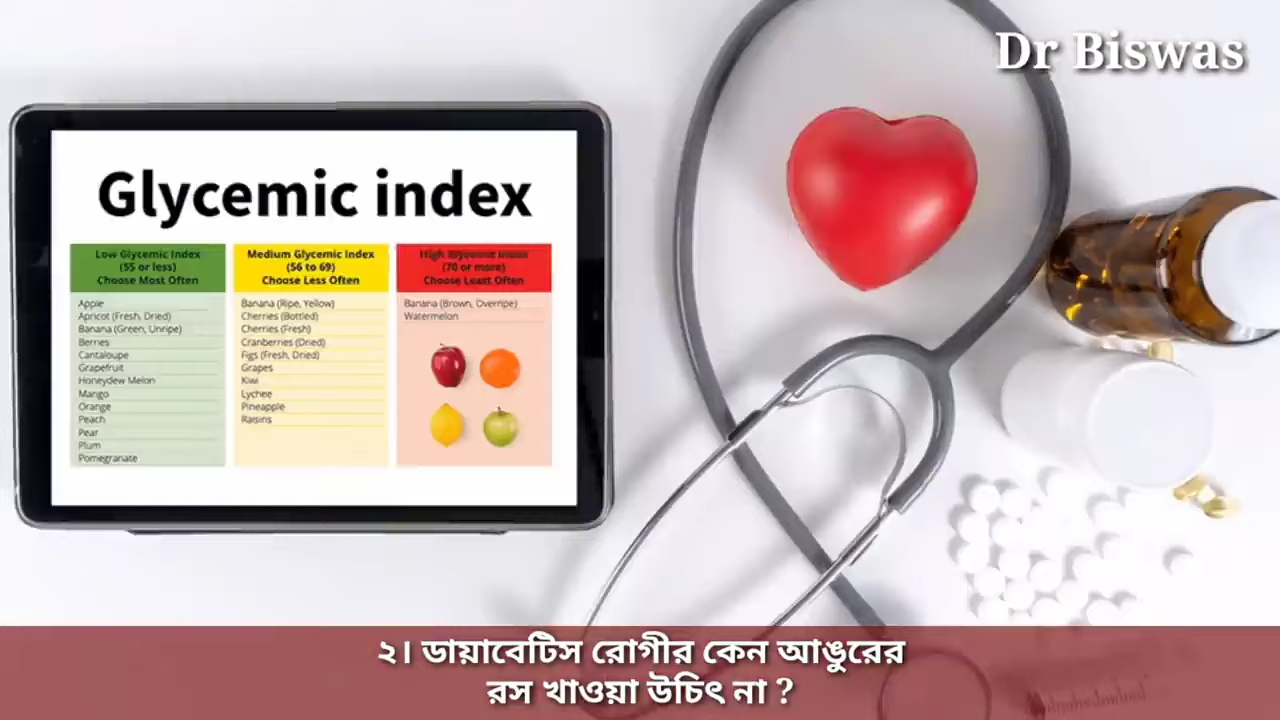 Dr Biswas
Glycemic index
Low Glycemic Index
(55 or less)
Choose Most Often
Apple
Apricot (Fresh, Dried)
Banana (Green, Unripe)
Berries
Cantaloupe
Grapefruit
Honeydew Melon
Mango
Orange
Peach
Pear
Plum
Pomegranate
Medium Glycemic Index
(56 to 69)
Choose Less Often
Banana (Ripe, Yellow)
Cherries (Bottled)
Cherries (Fresh)
Cranberries (Dried)
Figs (Fresh, Dried)
Grapes
Kiwi
Lychee
Pineapple
Raisins
High Glycemic Index
(70 or more)
Choose Least Often
Banana (Brown, Overripe)
Watermelon
২। ডায়াবেটিস রোগীর কেন আঙুরের
রস খাওয়া উচিৎ না ?